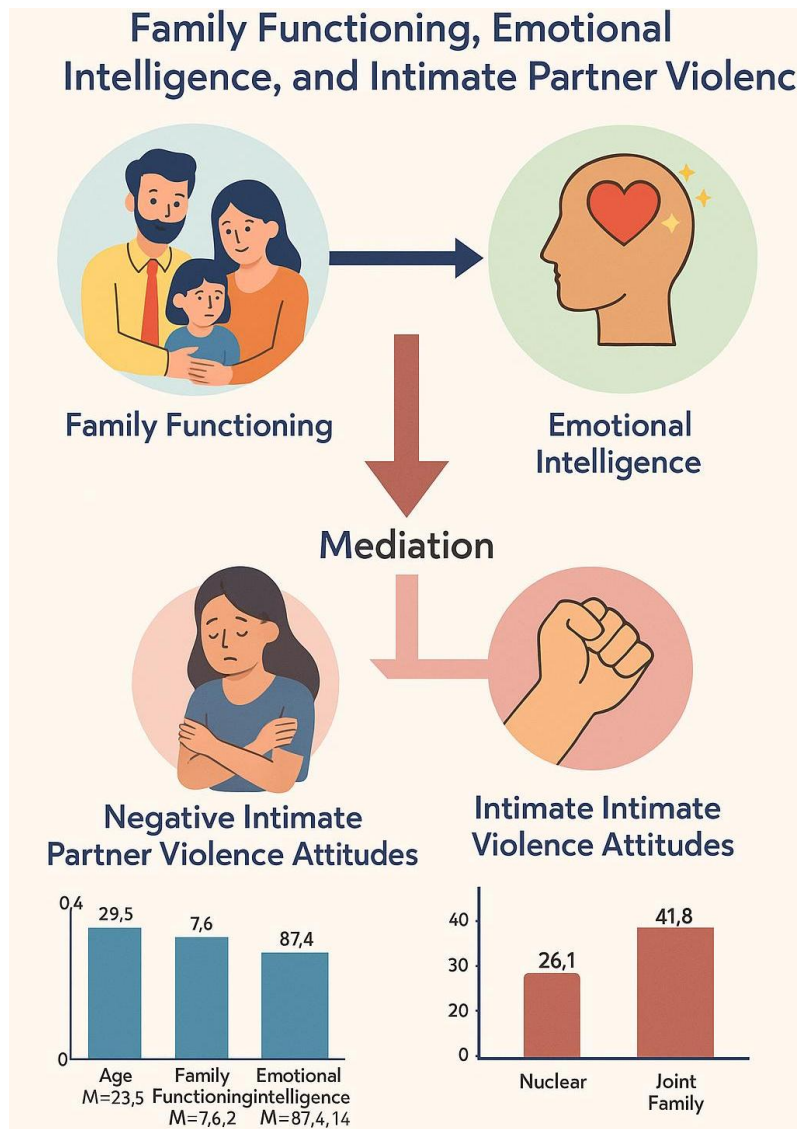 Family Functioning, Emotional
Intelligence, and Intimate Partner Violenc
Family Functioning
Emotional
Intelligence
Mediation
Negative Intimate
Partner Violence Attitudes
Intimate Intimate
Violence Attitudes
0,4
29,5
7,6
87,4
0
Age
M=23,5
Family
Functioning
M=7,6,2
Emotional
intelligence
M=87,4,14
40
30
20
0
26,1
41,8
Nuclear
Joint
Family